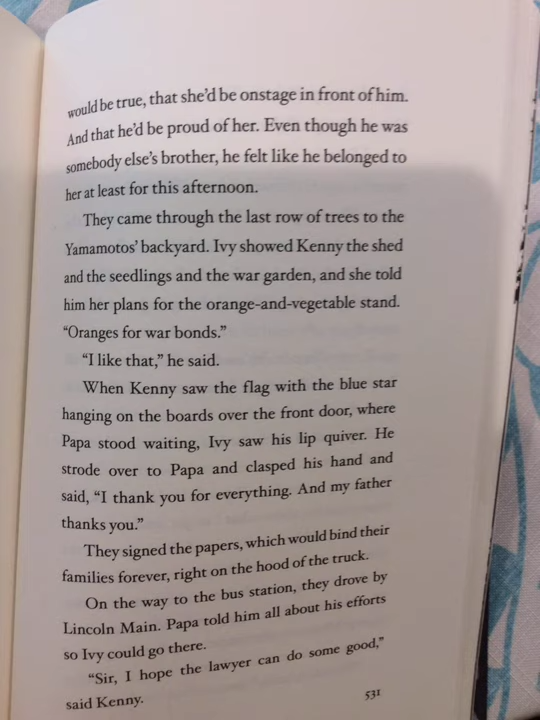 would be true, that she'd be onstage in front of him.
And that he'd be proud of her. Even though he was
somebody else's brother, he felt like he belonged to
her at least for this afternoon.
They came through the last row of trees to the
Yamamotos' backyard. Ivy showed Kenny the shed
and the seedlings and the war garden, and she told
him her plans for the orange-and-vegetable stand.
"Oranges for war bonds."
"I like that," he said.
When Kenny saw the flag with the blue star
hanging on the boards over the front door, where
Papa stood waiting, Ivy saw his lip quiver. He
strode over to Papa and clasped his hand and
said, "I thank you for everything. And my father
thanks you."
They signed the papers, which would bind their
families forever, right on the hood of the truck.
On the way to the bus station, they drove by
Lincoln Main. Papa told him all about his efforts
so Ivy could go there.
"Sir, I hope the lawyer can do some good,"
said Kenny.
531